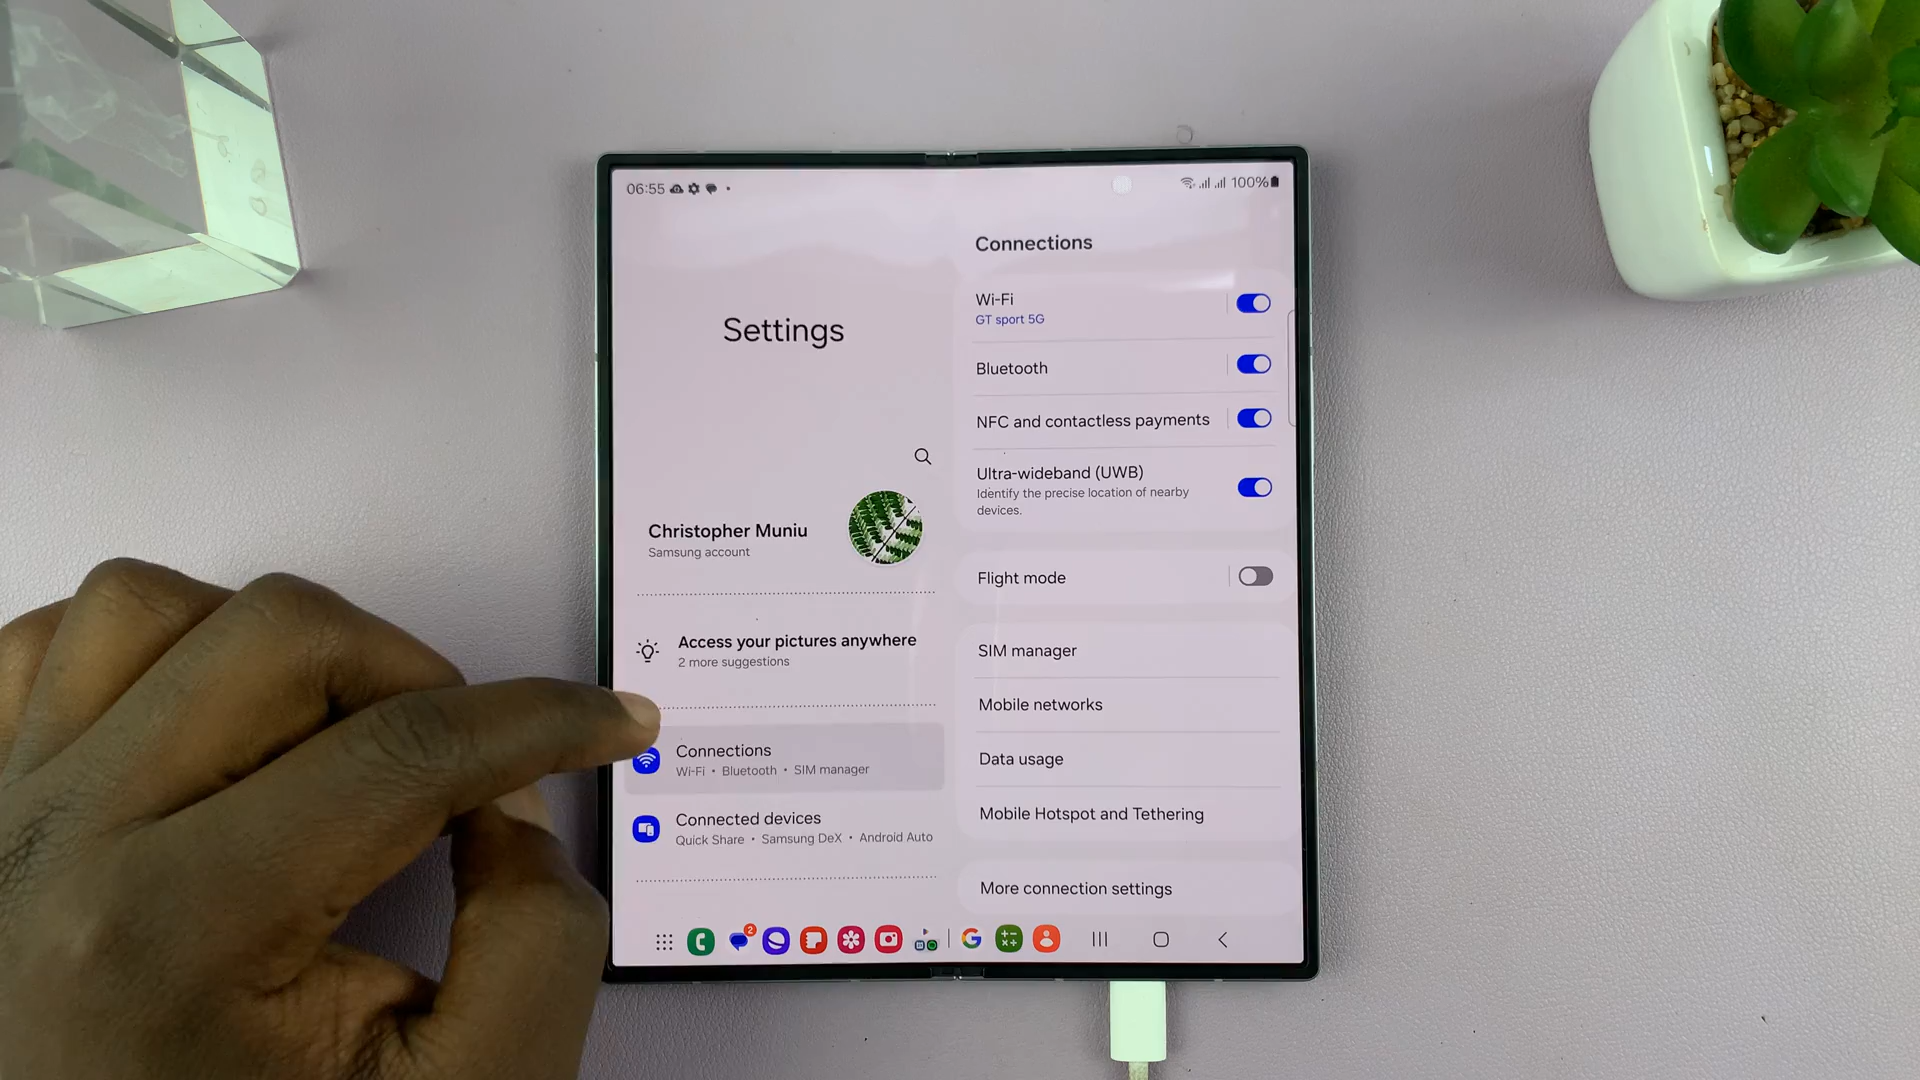 06:55
100%
Settings
Christopher Muniu
Samsung account
Access your pictures anywhere
2 more suggestions
Connections
Wi-Fi • Bluetooth • SIM manager
Connected devices
Quick Share • Samsung DeX • Android Auto
Connections
Wi-Fi
GT sport 5G
Bluetooth
NFC and contactless payments
Ultra-wideband (UWB)
Identify the precise location of nearby
devices.
Flight mode
SIM manager
Mobile networks
Data usage
Mobile Hotspot and Tethering
More connection settings
2